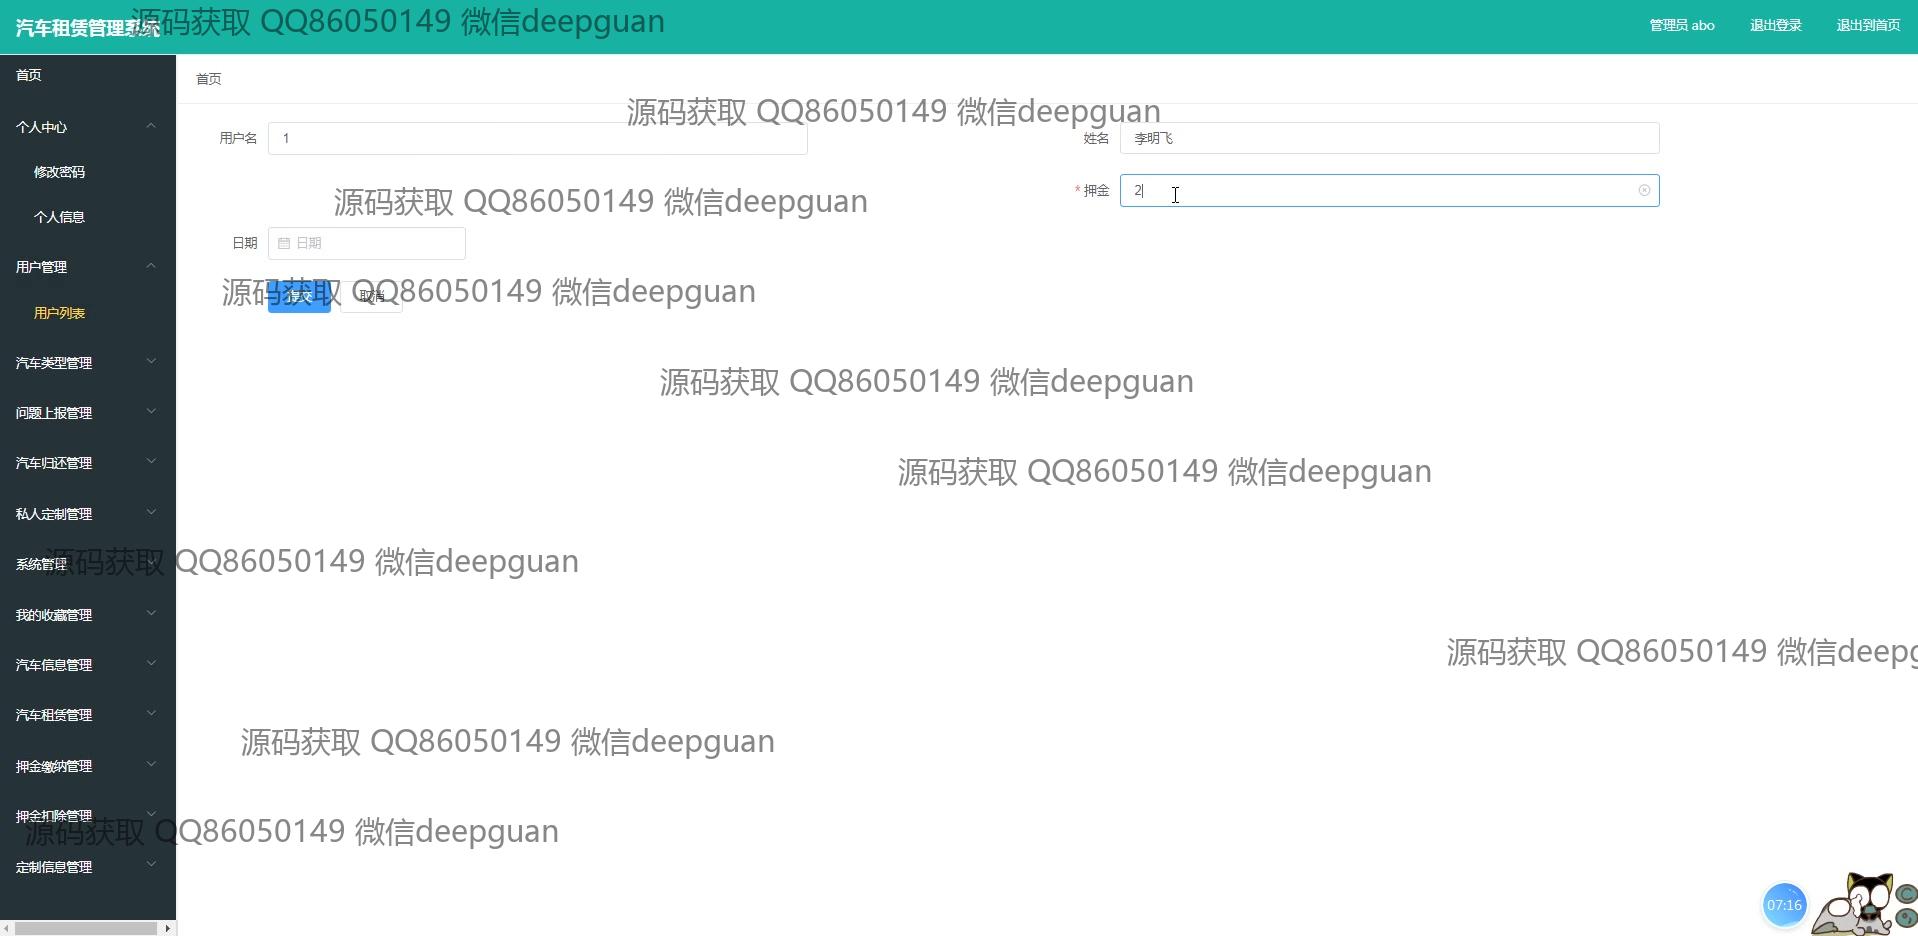 汽车租赁管理系统
源码获取 QQ86050149 微信deepguan
管理员 abo
退出登录
退出到首页
首页
首页
源码获取 QQ86050149 微信deepguan
个人中心
用户名
1
姓名
李明飞
修改密码
源码获取 QQ86050149 微信deepguan
* 押金
2
个人信息
日期
日期
用户管理
源码获取 QQ86050149 微信deepguan
提交
取消
用户列表
汽车类型管理
源码获取 QQ86050149 微信deepguan
问题上报管理
汽车归还管理
源码获取 QQ86050149 微信deepguan
私人定制管理
系统管理
源码获取 QQ86050149 微信deepguan
我的收藏管理
源码获取 QQ86050149 微信deepg
汽车信息管理
汽车租赁管理
源码获取 QQ86050149 微信deepguan
押金缴纳管理
押金扣除管理
源码获取 QQ86050149 微信deepguan
定制信息管理
07:16